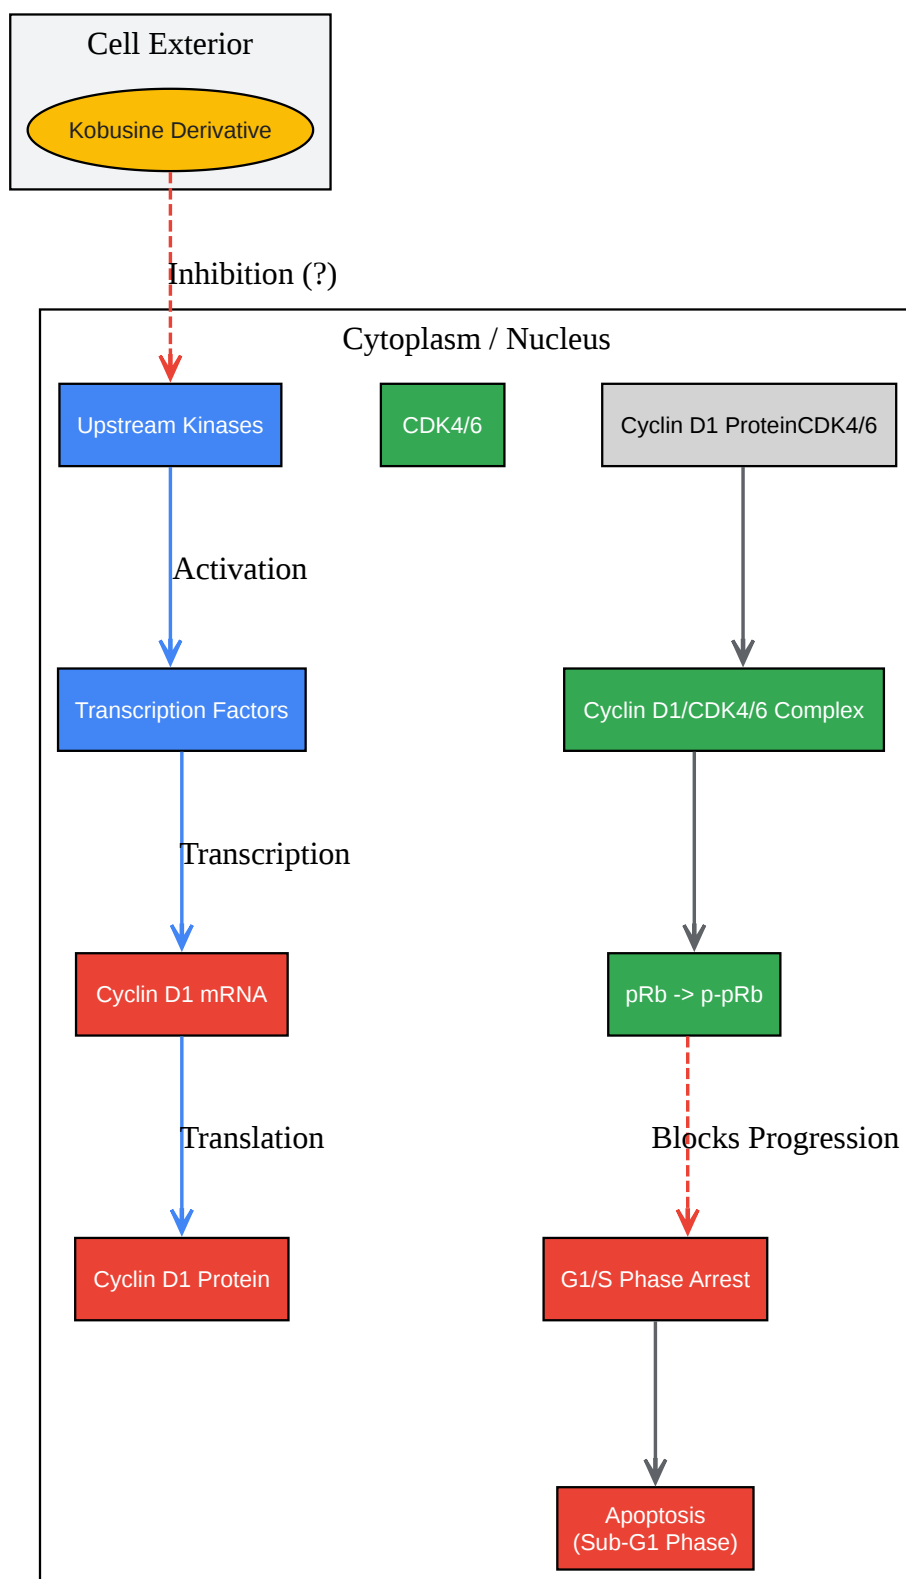 Cell Exterior
Kobusine Derivative
Inhibition (?)
Cytoplasm / Nucleus
Upstream Kinases
CDK4/6
Cyclin D1 ProteinCDK4/6
Activation
Transcription Factors
Cyclin D1/CDK4/6 Complex
Transcription
Cyclin D1 mRNA
pRb -> p-pRb
Translation
Blocks Progression
Cyclin D1 Protein
G1/S Phase Arrest
Apoptosis
(Sub-G1 Phase)